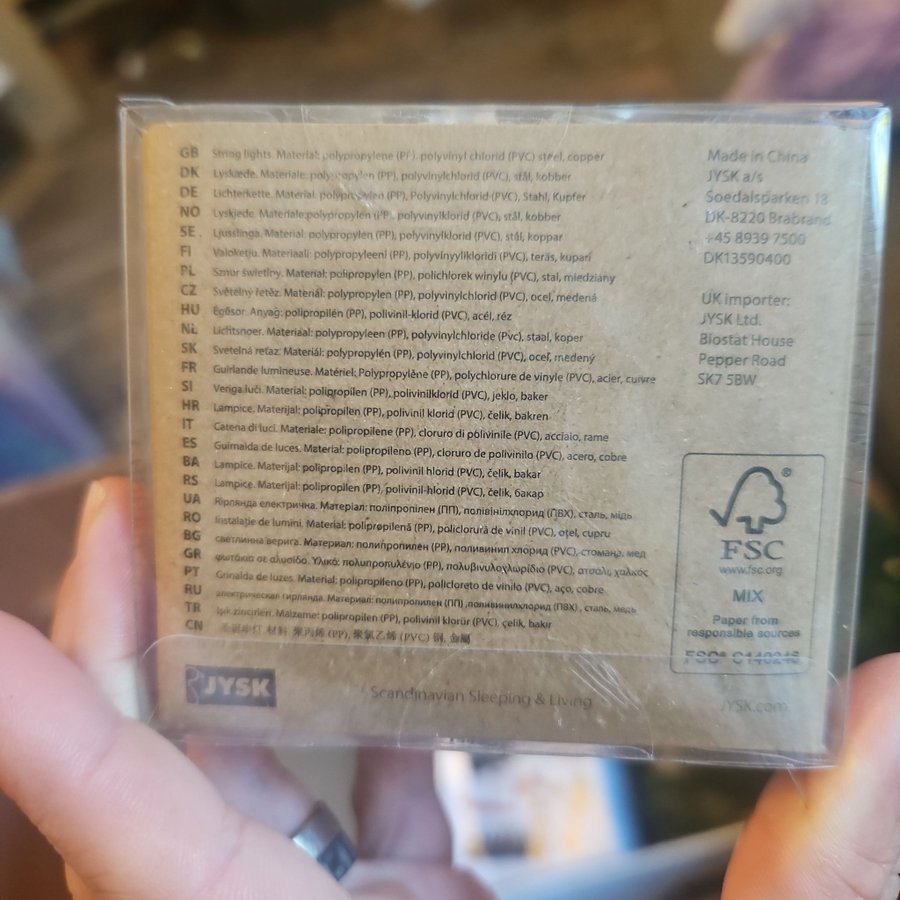 GB String lights. Material: polypropylene (PP), polyvinyl chlorid (PVC) steel, copper
DK Lyskæde. Materiale: polypropylen (PP), polyvinylchlorid (PVC), stål, kobber
DE Lichterkette. Material: polypropylen (PP), Polyvinylchlorid (PVC), Stahl, Kupfer
NO Lyskjede. Materiale:polypropylen (PP), polyvinylklorid (PVC), stål, kobber
SE Ljusslinga. Material: polypropylen (PP), polyvinylklorid (PVC), stål, koppar
FI Valoketju. Materiaali: polypropyleeni (PP), polyvinyylikloridi (PVC), teräs, kupari
PL Sznur świetlny. Materiał: polipropylen (PP), polichlorek winylu (PVC), stal, miedziany
CZ Světelný řetěz. Materiál: polypropylen (PP), polyvinylchlorid (PVC), ocel, medená
HU Égősor. Anyag: polipropilén (PP), polivinil-klorid (PVC), acél, réz
NL Lichtsnoer. Materiaal: polypropyleen (PP), polyvinylchloride (Pvc), staal, koper
SK Svetelná reťaz: Materiál: polypropylén (PP), polyvinylchlorid (PVC), oceľ, medený
FR Guirlande lumineuse. Matériel: Polypropylène (PP), polychlorure de vinyle (PVC), acier, cuivre
SI Veriga luči. Material: polipropilen (PP), polivinilklorid (PVC), jeklo, baker
HR Lampice. Materijal: polipropilen (PP), polivinil klorid (PVC), čelik, bakren
IT Catena di luci. Materiale: polipropilene (PP), cloruro di polivinile (PVC), acciaio, rame
ES Guirnalda de luces. Material: polipropileno (PP), cloruro de polivinilo (PVC), acero, cobre
BA Lampice. Materijal: polipropilen (PP), polivinil hlorid (PVC), čelik, bakar
RS Lampice. Materijal: polipropilen (PP), polivinil-hlorid (PVC), čelik, бакар
UA Гірлянда електрична. Матеріал: поліпропілен (ПП), полівінілхлорид (ПВХ), сталь, мідь
RO Instalație de lumini. Material: polipropilenă (PP), policlorură de vinil (PVC), oțel, cupru
BG светлинна верига. Материал: полипропилен (PP), поливинил хлорид (PVC), стомана, мед
GR φωτάκια σε αλυσίδα. Υλικό: πολυπροπυλένιο (PP), πολυβινυλοχλωρίδιο (PVC), ατσάλι, χαλκός
PT Grinalda de luzes. Material: polipropileno (PP), policloreto de vinilo (PVC), aço, cobre
RU электрическая гирлянда. Материал: полипропилен (ПП), поливинилхлорид (ПВХ), сталь, медь
TR Işık zincirleri. Malzeme: polipropilen (PP), polivinil klorür (PVC), çelik, bakır
CN 材料 聚丙烯 (PP), 聚氯乙烯 (PVC) 钢, 金屬
JYSK
Scandinavian Sleeping & Living
Made in China
JYSK a/s
Soedalsparken 18
DK-8220 Brabrand
+45 8939 7500
DK13590400
UK importer:
JYSK Ltd.
Biostat House
Pepper Road
SK7 5BW
®
FSC
www.fsc.org
MIX
Paper from
responsible sources
FSC® C140246
JYSK.com